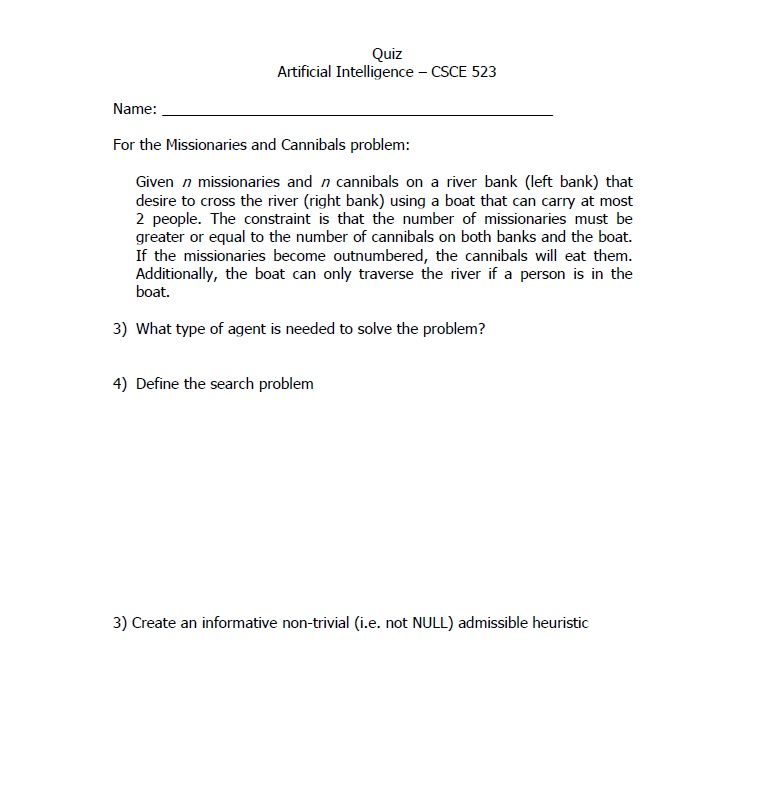 Quiz
Artificial Intelligence – CSCE 523
Name: ___________________________________________
For the Missionaries and Cannibals problem:
Given n missionaries and n cannibals on a river bank (left bank) that
desire to cross the river (right bank) using a boat that can carry at most
2 people. The constraint is that the number of missionaries must be
greater or equal to the number of cannibals on both banks and the boat.
If the missionaries become outnumbered, the cannibals will eat them.
Additionally, the boat can only traverse the river if a person is in the
boat.
3) What type of agent is needed to solve the problem?
4) Define the search problem
3) Create an informative non-trivial (i.e. not NULL) admissible heuristic